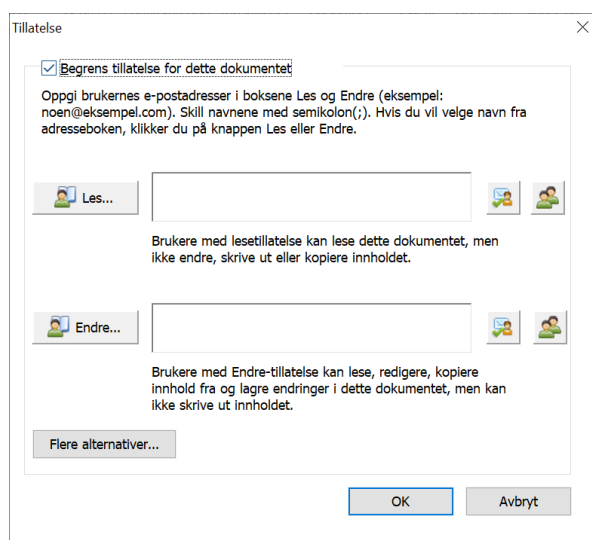 Tillatelse
Begrens tillatelse for dette dokumentet
Oppgi brukernes e-postadresser i boksene Les og Endre (eksempel:
noen@eksempel.com). Skill navnene med semikolon(;). Hvis du vil velge navn fra
adresseboken, klikker du på knappen Les eller Endre.
Les...
Brukere med lesetillatelse kan lese dette dokumentet, men
ikke endre, skrive ut eller kopiere innholdet.
Endre...
Brukere med Endre-tillatelse kan lese, redigere, kopiere
innhold fra og lagre endringer i dette dokumentet, men kan
ikke skrive ut innholdet.
Flere alternativer...
OK
Avbryt